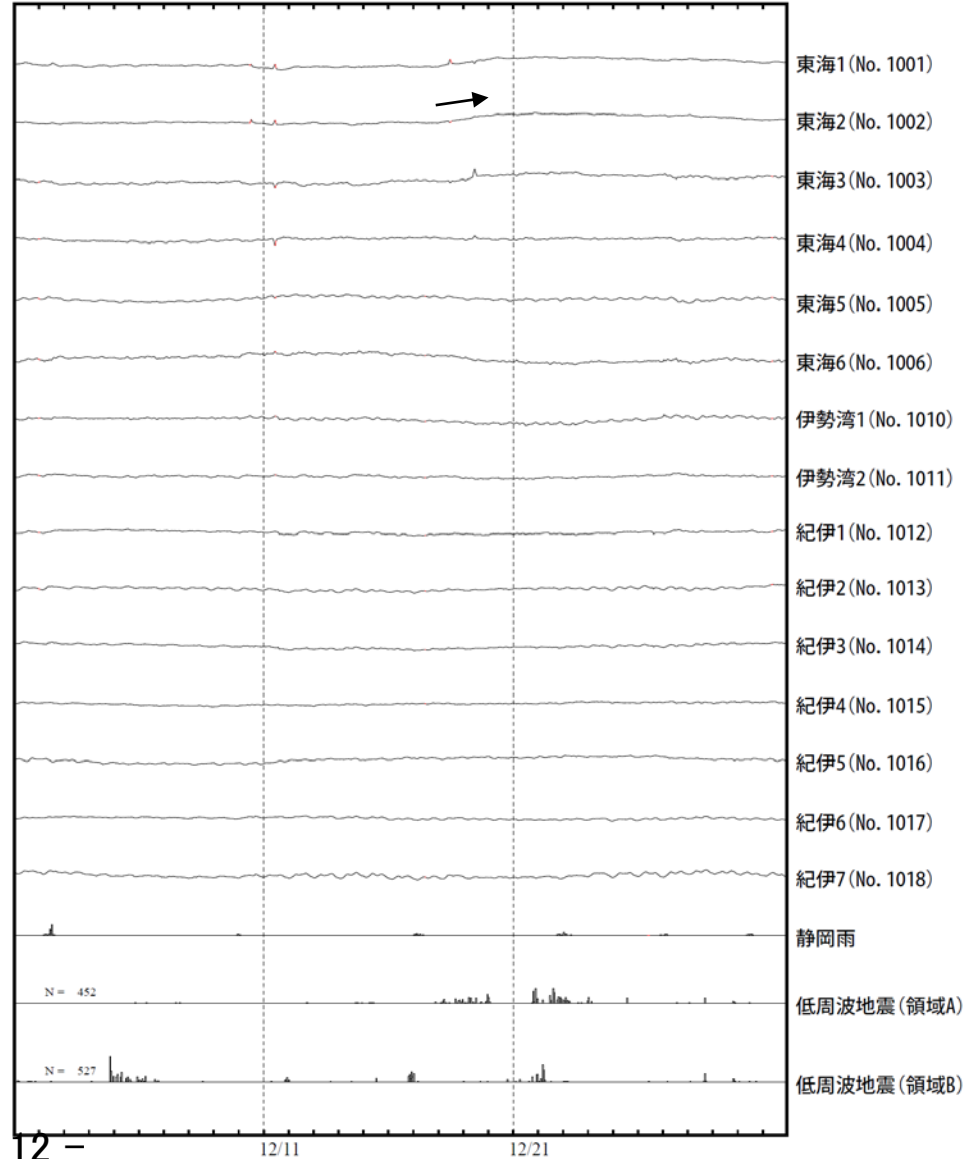 東海1(No.1001)
東海2(No.1002)
東海3(No.1003)
東海4(No.1004)
東海5(No.1005)
東海6(No.1006)
伊勢湾1(No.1010)
伊勢湾2(No.1011)
紀伊1(No.1012)
紀伊2(No.1013)
紀伊3(No.1014)
紀伊4(No.1015)
紀伊5(No.1016)
紀伊6(No.1017)
紀伊7(No.1018)
静岡雨
N = 452
低周波地震(領域A)
N = 527
低周波地震(領域B)
12 −
12/11
12/21